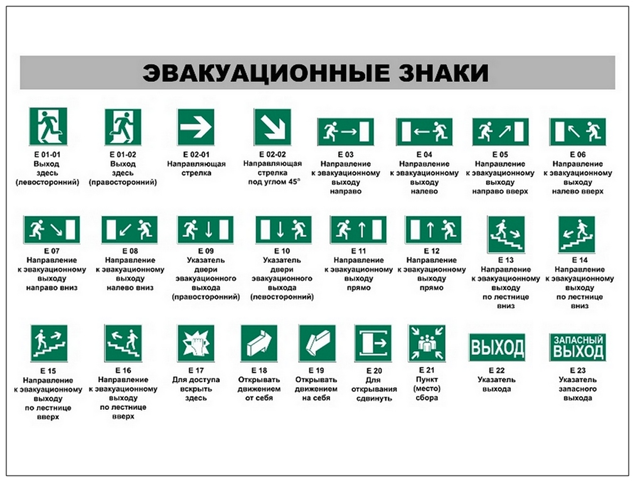 ЭВАКУАЦИОННЫЕ ЗНАКИ
Е 01-01
Выход
здесь
(левосторонний)
Е 01-02
Выход
здесь
(правосторонний)
Е 02-01
Направляющая
стрелка
Е 02-02
Направляющая
стрелка
под углом 45°
Е 03
Направление
к эвакуационному
выходу
направо
Е 04
Направление
к эвакуационному
выходу
налево
Е 05
Направление
к эвакуационному
выходу
направо вверх
Е 06
Направление
к эвакуационному
выходу
налево вверх
Е 07
Направление
к эвакуационному
выходу
направо вниз
Е 08
Направление
к эвакуационному
выходу
налево вниз
Е 09
Указатель
двери
эвакуационного
выхода
(правосторонний)
Е 10
Указатель
двери
эвакуационного
выхода
(левосторонний)
Е 11
Направление
к эвакуационному
выходу
прямо
Е 12
Направление
к эвакуационному
выходу
прямо
Е 13
Направление
к эвакуационному
выходу
по лестнице
вниз
Е 14
Направление
к эвакуационному
выходу
по лестнице
вниз
Е 15
Направление
к эвакуационному
выходу
по лестнице
вверх
Е 16
Направление
к эвакуационному
выходу
по лестнице
вверх
Е 17
Для доступа
вскрыть
здесь
Е 18
Открывать
движением
от себя
Е 19
Открывать
движением
на себя
Е 20
Для
открывания
сдвинуть
Е 21
Пункт
(место)
сбора
ВЫХОД
Е 22
Указатель
выхода
ЗАПАСНЫЙ
ВЫХОД
Е 23
Указатель
запасного
выхода